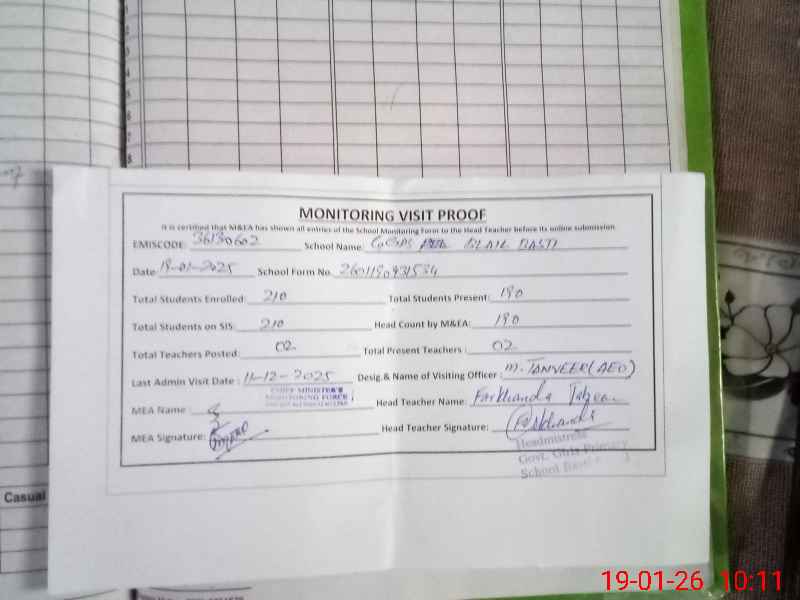 MONITORING VISIT PROOF
It is certified that M&EA has shown all entries of the School Monitoring Form to the Head Teacher before its online submission.
EMISCODE: 36130602 School Name: GGPS BASTI
Date: 19-01-2025 School Form No. 2601190931534
Total Students Enrolled: 210 Total Students Present: 190
Total Students on SIS: 210 Head Count by M&EA: 190
Total Teachers Posted: 02 Total Present Teachers : 02
Last Admin Visit Date : 11-12-2025 Desig.& Name of Visiting Officer : M. TANVEER (AEO)
CHIEF MINISTER'S
MONITORING FORCE
MEA Name : Head Teacher Name: Farkhanda
MEA Signature: Head Teacher Signature: Farkhanda
Headmistress
Govt. Girls Primary
School
Casual
19-01-26 10:11